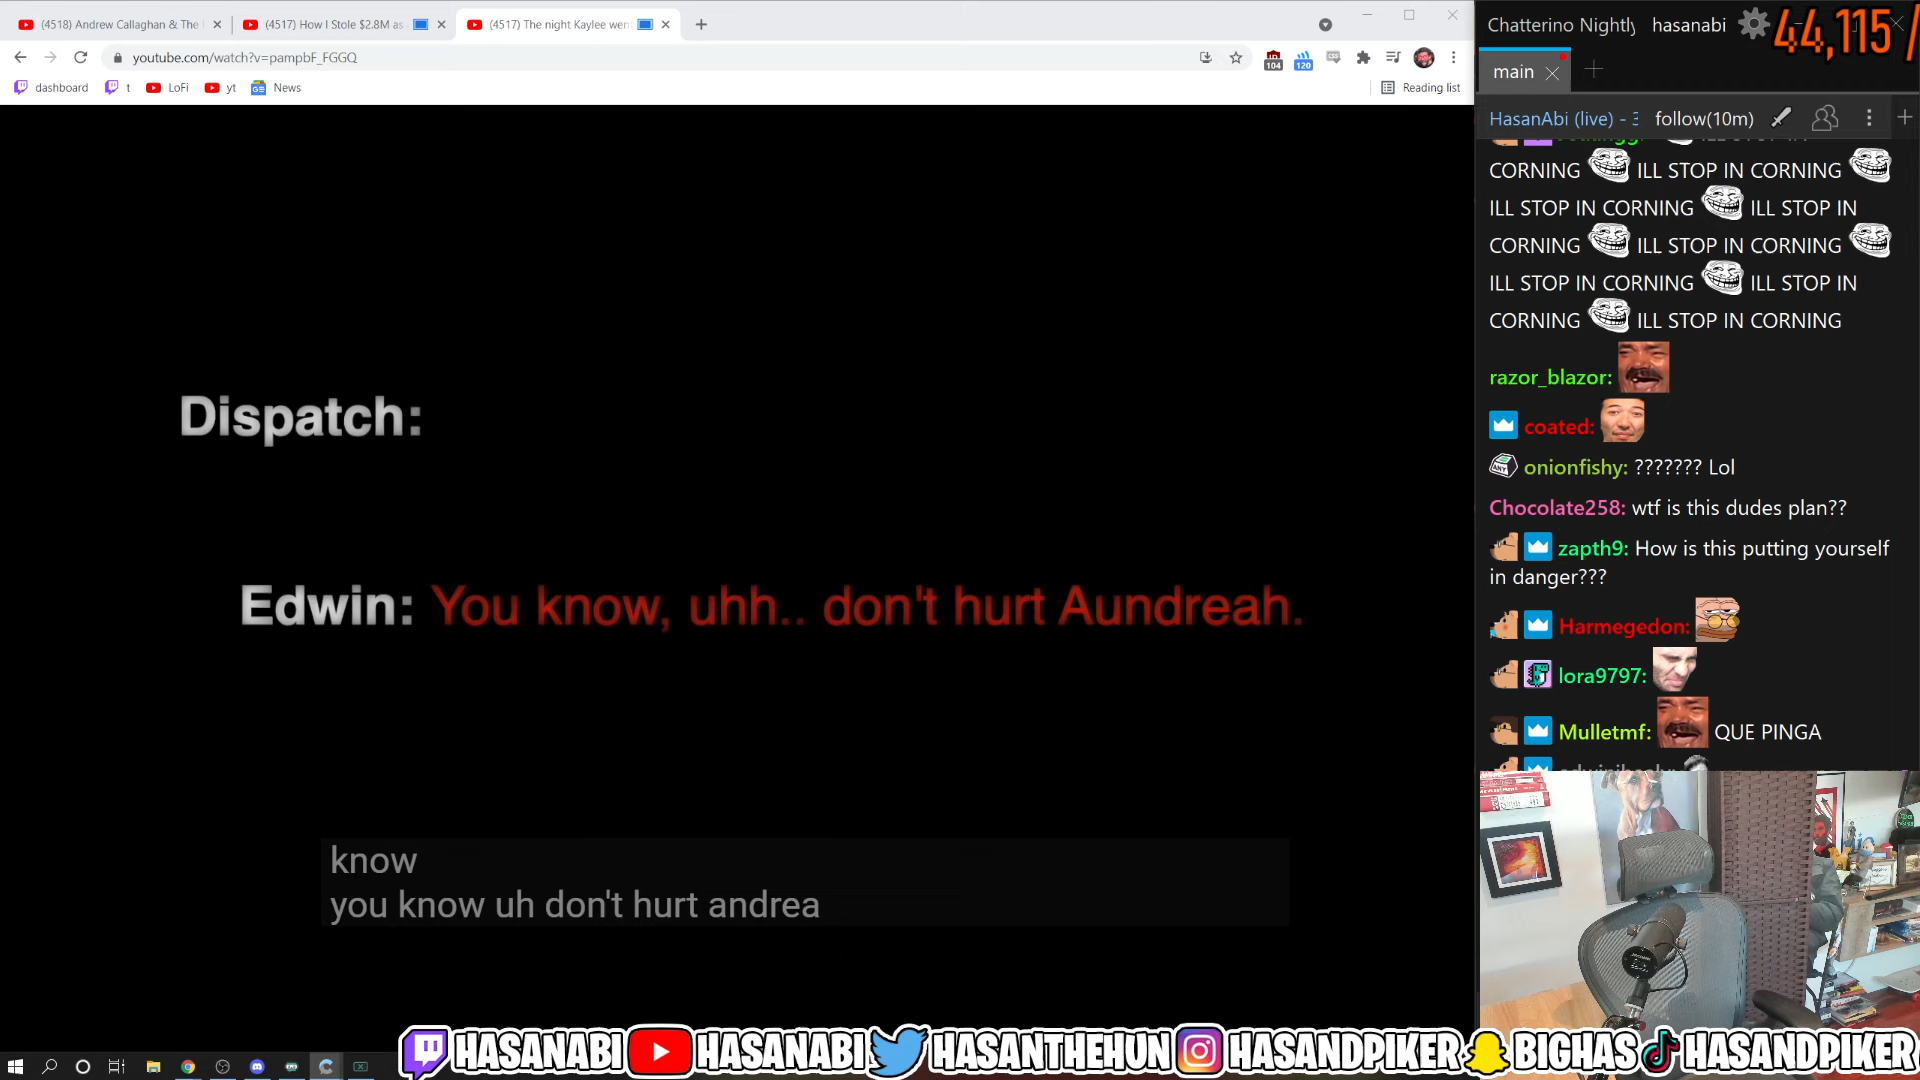 (4518) Andrew Callaghan & The
(4517) How I Stole $2.8M as
(4517) The night Kaylee wen
youtube.com/watch?v=pampbF_FGGQ
104
120
dashboard
t
LoFi
yt
News
Reading list
Dispatch:
Edwin: You know, uhh.. don't hurt Aundreah.
know
you know uh don't hurt andrea
Chatterino Nightly
hasanabi
44,115 /
main
HasanAbi (live) - 3
follow(10m)
CORNING ILL STOP IN CORNING
ILL STOP IN CORNING ILL STOP IN
CORNING ILL STOP IN CORNING
ILL STOP IN CORNING ILL STOP IN
CORNING ILL STOP IN CORNING
razor_blazor:
coated:
onionfishy: ??????? Lol
Chocolate258: wtf is this dudes plan??
zapth9: How is this putting yourself
in danger???
Harmegedon:
lora9797:
Mulletmf: QUE PINGA
HASANABI HASANABI HASANTHEHUN HASANDPIKER BIGHAS HASANDPIKER